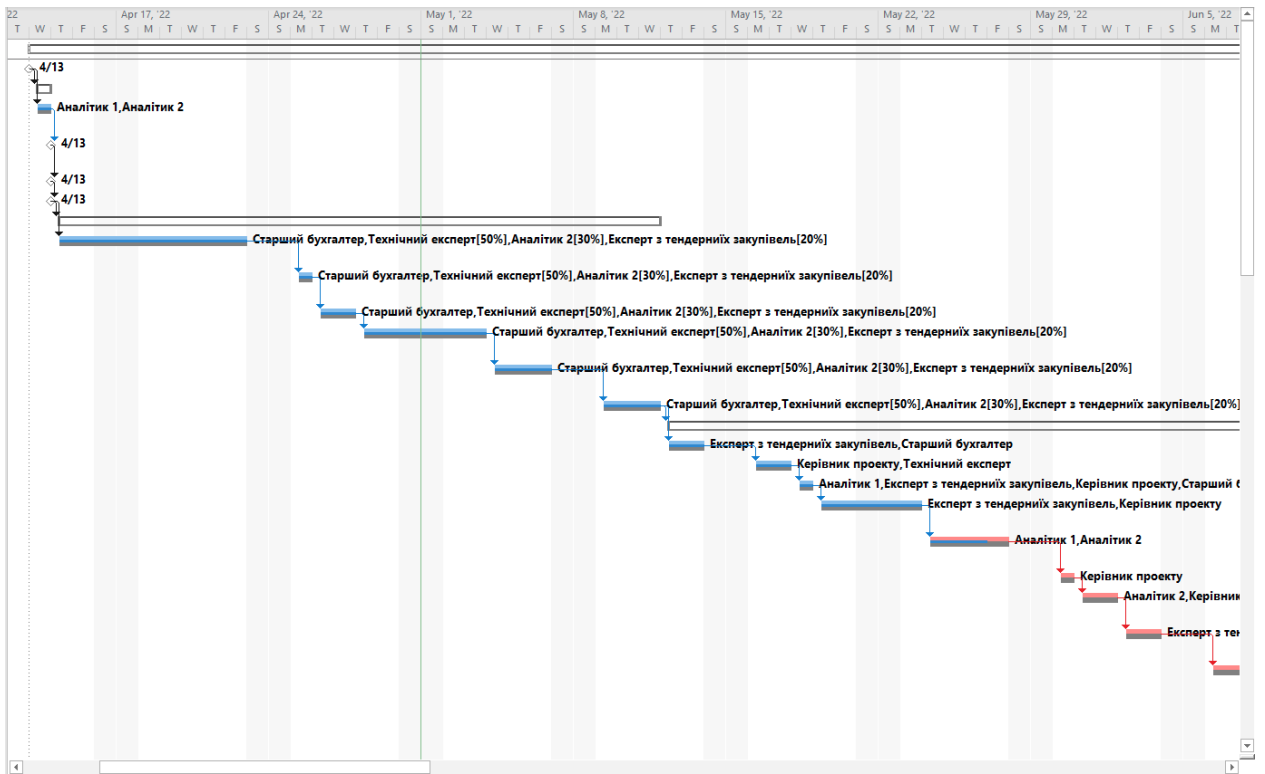 22 Apr 17, '22 Apr 24, '22 May 1, '22 May 8, '22 May 15, '22 May 22, '22 May 29, '22 Jun 5, '22
T W T F S S M T W T F S S M T W T F S S M T W T F S S M T W T F S S M T W T F S S M T W T F S S M T W T F S S M T
4/13
Аналітик 1,Аналітик 2
4/13
4/13
4/13
Старший бухгалтер,Технічний експерт[50%],Аналітик 2[30%],Експерт з тендерниїх закупівель[20%]
Старший бухгалтер,Технічний експерт[50%],Аналітик 2[30%],Експерт з тендерниїх закупівель[20%]
Старший бухгалтер,Технічний експерт[50%],Аналітик 2[30%],Експерт з тендерниїх закупівель[20%]
Старший бухгалтер,Технічний експерт[50%],Аналітик 2[30%],Експерт з тендерниїх закупівель[20%]
Старший бухгалтер,Технічний експерт[50%],Аналітик 2[30%],Експерт з тендерниїх закупівель[20%]
Старший бухгалтер,Технічний експерт[50%],Аналітик 2[30%],Експерт з тендерниїх закупівель[20%]
Експерт з тендерниїх закупівель,Старший бухгалтер
Керівник проекту,Технічний експерт
Аналітик 1,Експерт з тендерниїх закупівель,Керівник проекту,Старший б
Експерт з тендерниїх закупівель,Керівник проекту
Аналітик 1,Аналітик 2
Керівник проекту
Аналітик 2,Керівник
Експерт з тен